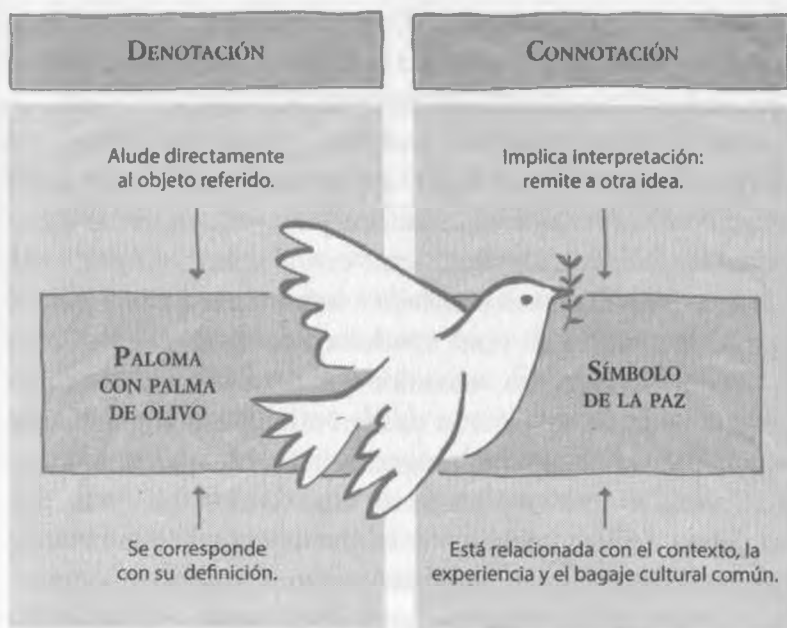 DENOTACIÓN
Alude directamente
al objeto referido.
PALOMA
CON PALMA
DE OLIVO
Se corresponde
con su definición.
CONNOTACIÓN
Implica interpretación:
remite a otra idea.
SÍMBOLO
DE LA PAZ
Está relacionada con el contexto, la
experiencia y el bagaje cultural común.